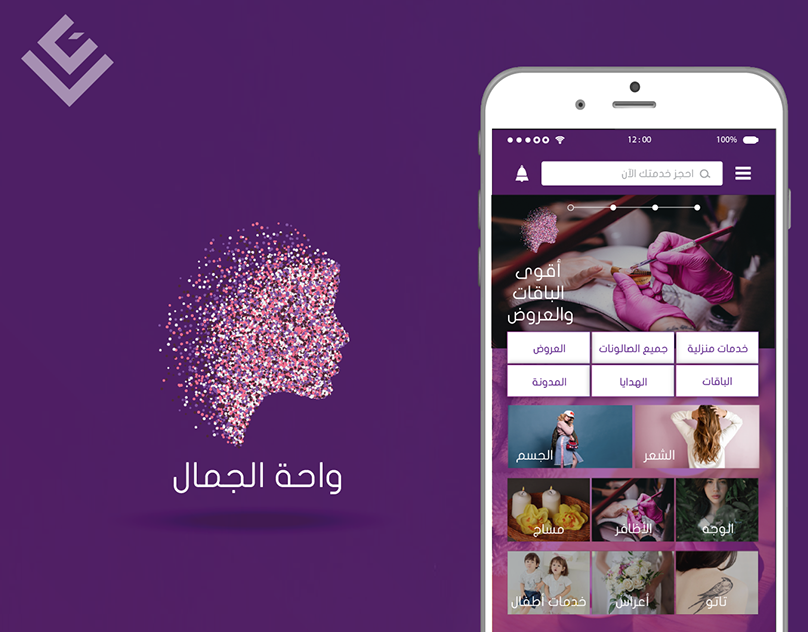 واحة الجمال
12:00
100%
احجز خدمتك الآن
أقوى
الباقات
والعروض
خدمات منزلية
جميع الصالونات
العروض
الباقات
الهدايا
المدونة
الشعر
الجسم
الوجه
الأظافر
مساج
تاتو
أعراس
خدمات أطفال